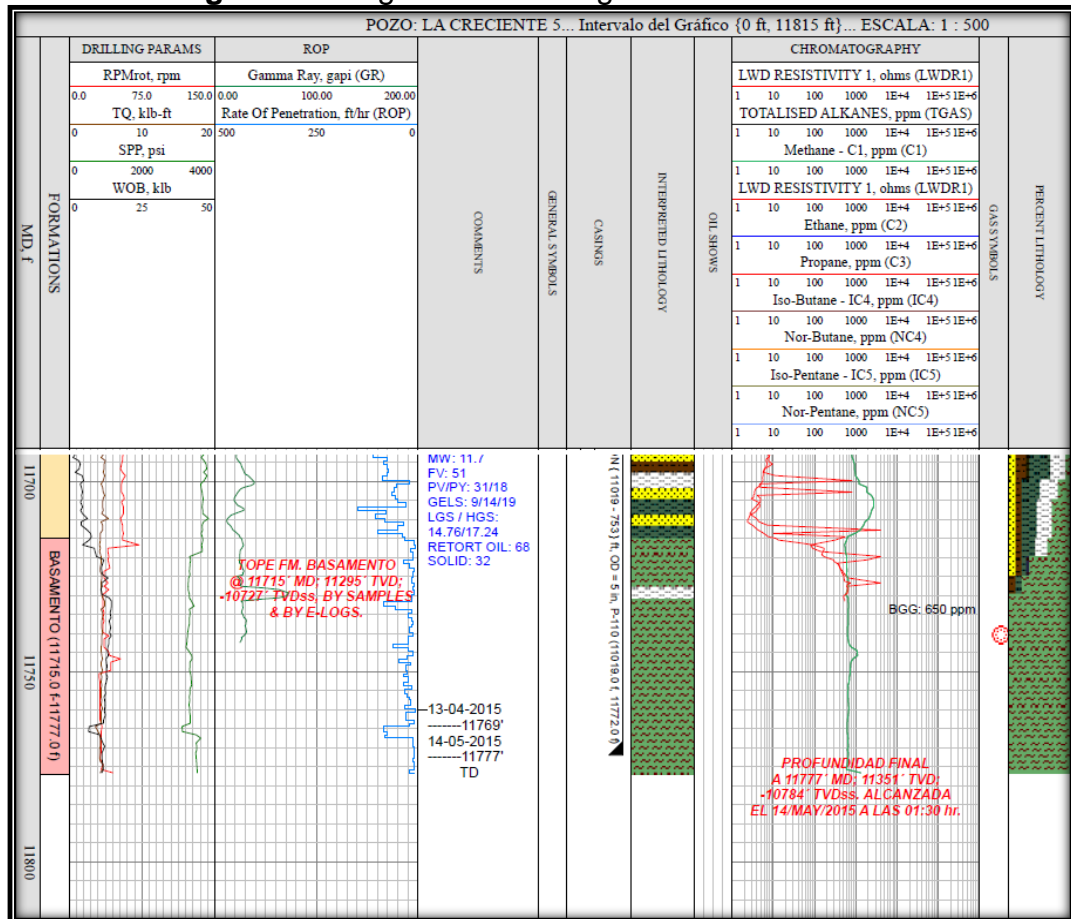 POZO: LA CRECIENTE 5... Intervalo del Gráfico {0 ft, 11815 ft}... ESCALA: 1 : 500
DRILLING PARAMS
ROP
CHROMATOGRAPHY
MD, f
FORMATIONS
RPMrot, rpm
0.0 75.0 150.0
TQ, klb-ft
0 10 20
SPP, psi
0 2000 4000
WOB, klb
0 25 50
Gamma Ray, gapi (GR)
0.00 100.00 200.00
Rate Of Penetration, ft/hr (ROP)
500 250 0
COMMENTS
GENERAL SYMBOLS
CASINGS
INTERPRETED LITHOLOGY
OIL SHOWS
LWD RESISTIVITY 1, ohms (LWDR1)
1 10 100 1000 1E+4 1E+5 1E+6
TOTALISED ALKANES, ppm (TGAS)
1 10 100 1000 1E+4 1E+5 1E+6
Methane - C1, ppm (C1)
1 10 100 1000 1E+4 1E+5 1E+6
LWD RESISTIVITY 1, ohms (LWDR1)
1 10 100 1000 1E+4 1E+5 1E+6
Ethane, ppm (C2)
1 10 100 1000 1E+4 1E+5 1E+6
Propane, ppm (C3)
1 10 100 1000 1E+4 1E+5 1E+6
Iso-Butane - IC4, ppm (IC4)
1 10 100 1000 1E+4 1E+5 1E+6
Nor-Butane, ppm (NC4)
1 10 100 1000 1E+4 1E+5 1E+6
Iso-Pentane - IC5, ppm (IC5)
1 10 100 1000 1E+4 1E+5 1E+6
Nor-Pentane, ppm (NC5)
1 10 100 1000 1E+4 1E+5 1E+6
GAS SYMBOLS
PERCENT LITHOLOGY
11700
11750
11800
BASAMENTO (11715.0 f-11777.0 f)
TOPE FM. BASAMENTO
@ 11715´ MD; 11295´ TVD;
-10727´ TVDss, BY SAMPLES
& BY E-LOGS.
MW: 11.7
FV: 51
PV/PY: 31/18
GELS: 9/14/19
LGS / HGS:
14.76/17.24
RETORT OIL: 68
SOLID: 32
13-04-2015
-------11769'
14-05-2015
-------11777'
TD
-N ( 11019 - 753) ft, OD = 5 in, P-110 (11019.0 f, 11772.0 f)
BGG: 650 ppm
PROFUNDIDAD FINAL
A 11777´ MD; 11351´ TVD;
-10784´ TVDss. ALCANZADA
EL 14/MAY/2015 A LAS 01:30 hr.